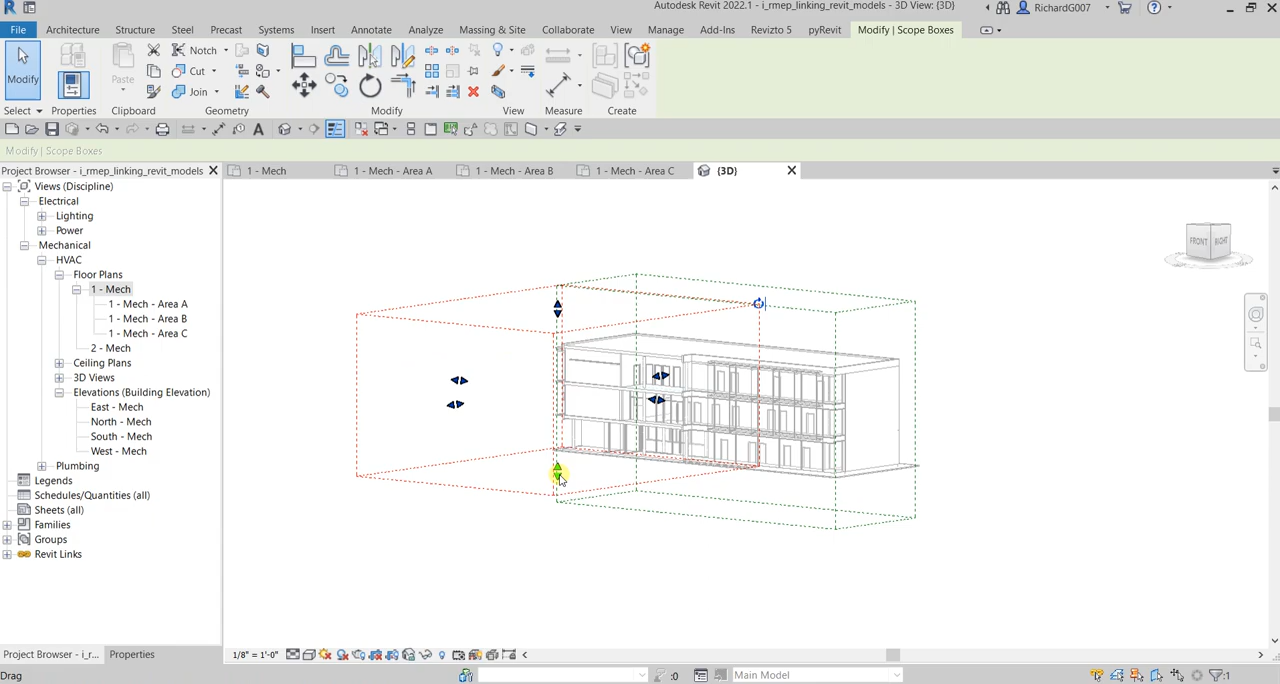 Autodesk Revit 2022.1 - i_rmep_linking_revit_models - 3D View: {3D}
RichardG007
File
Architecture
Structure
Steel
Precast
Systems
Insert
Annotate
Analyze
Massing & Site
Collaborate
View
Manage
Add-Ins
Revizto 5
pyRevit
Modify | Scope Boxes
Modify
Paste
Notch
Cut
Join
Select
Properties
Clipboard
Geometry
Modify
View
Measure
Create
Modify | Scope Boxes
Project Browser - i_rmep_linking_revit_models
1 - Mech
1 - Mech - Area A
1 - Mech - Area B
1 - Mech - Area C
{3D}
Views (Discipline)
Electrical
Lighting
Power
Mechanical
HVAC
Floor Plans
1 - Mech
1 - Mech - Area A
1 - Mech - Area B
1 - Mech - Area C
2 - Mech
Ceiling Plans
3D Views
Elevations (Building Elevation)
East - Mech
North - Mech
South - Mech
West - Mech
Plumbing
Legends
Schedules/Quantities (all)
Sheets (all)
Families
Groups
Revit Links
FRONT
RIGHT
Project Browser - i_r...
Properties
1/8" = 1'-0"
Drag
:0
Main Model
:1